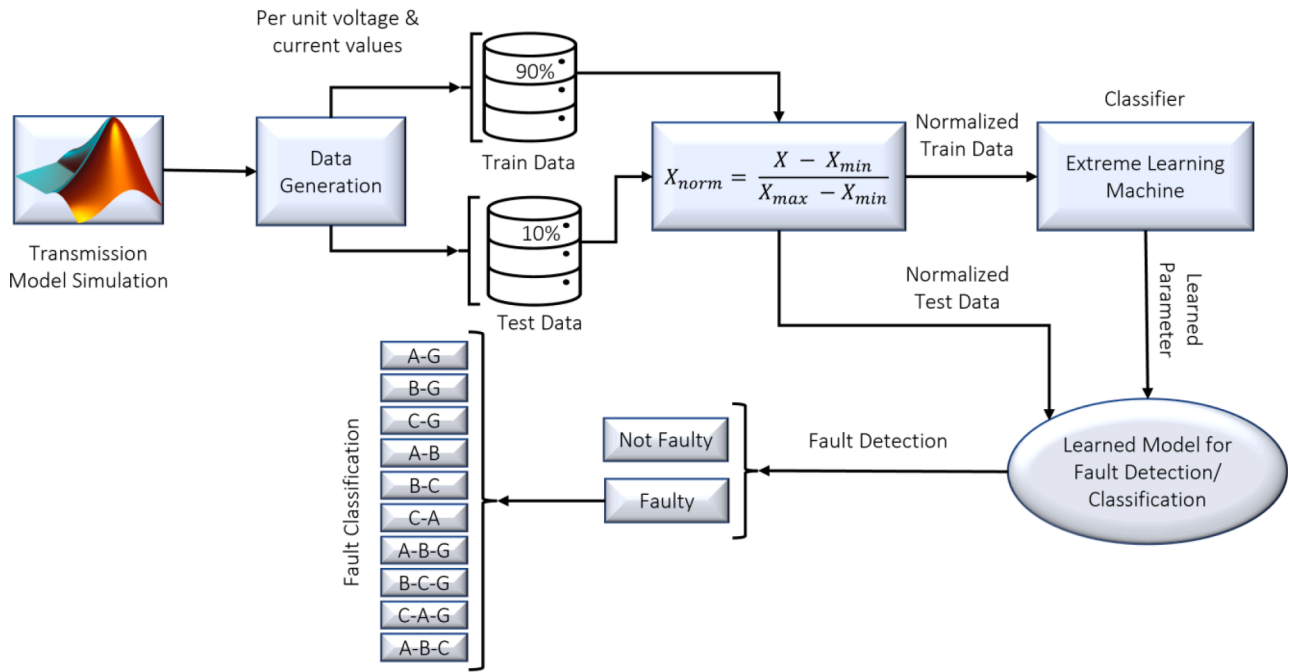 Per unit voltage &
current values
90%
Train Data
Transmission
Model Simulation
Data
Generation
10%
Test Data
X_norm = (X − X_min) / (X_max − X_min)
Normalized
Train Data
Classifier
Extreme Learning
Machine
Normalized
Test Data
Learned
Parameter
Learned Model for
Fault Detection/
Classification
Fault Detection
Not Faulty
Faulty
Fault Classification
A-G
B-G
C-G
A-B
B-C
C-A
A-B-G
B-C-G
C-A-G
A-B-C